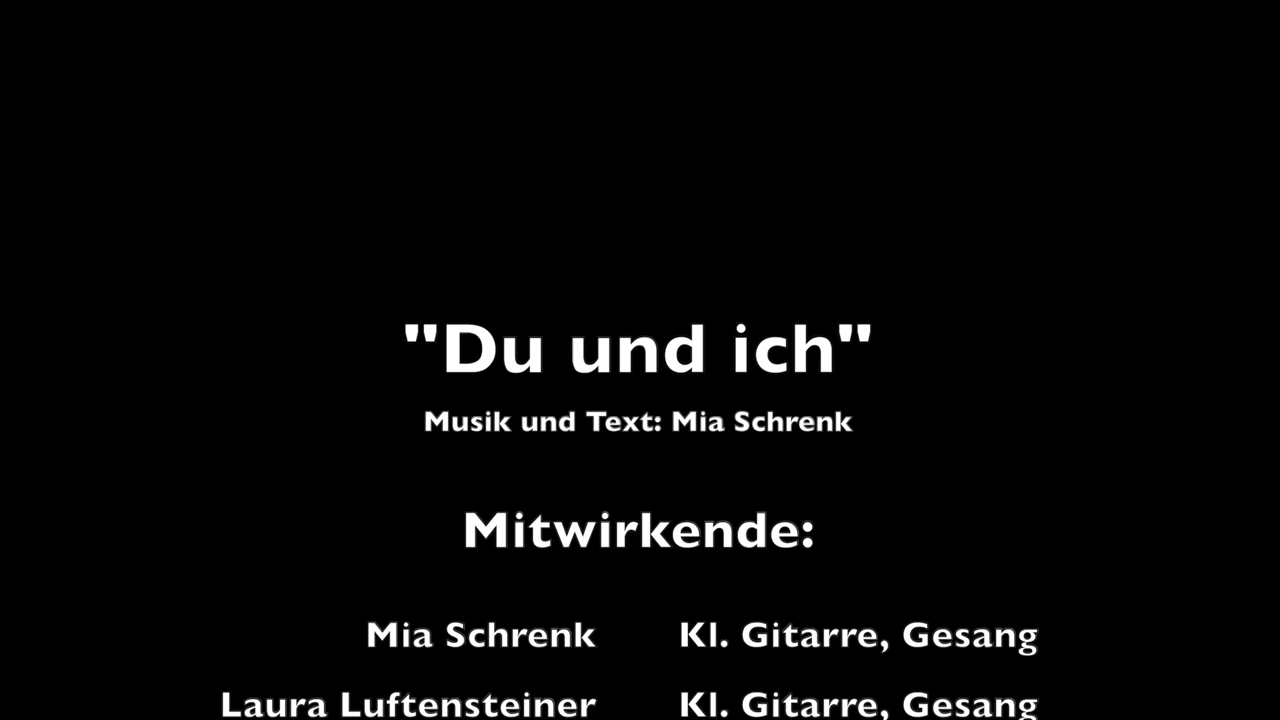 "Du und ich"
Musik und Text: Mia Schrenk
Mitwirkende:
Mia Schrenk Kl. Gitarre, Gesang
Laura Luftensteiner Kl. Gitarre, Gesang